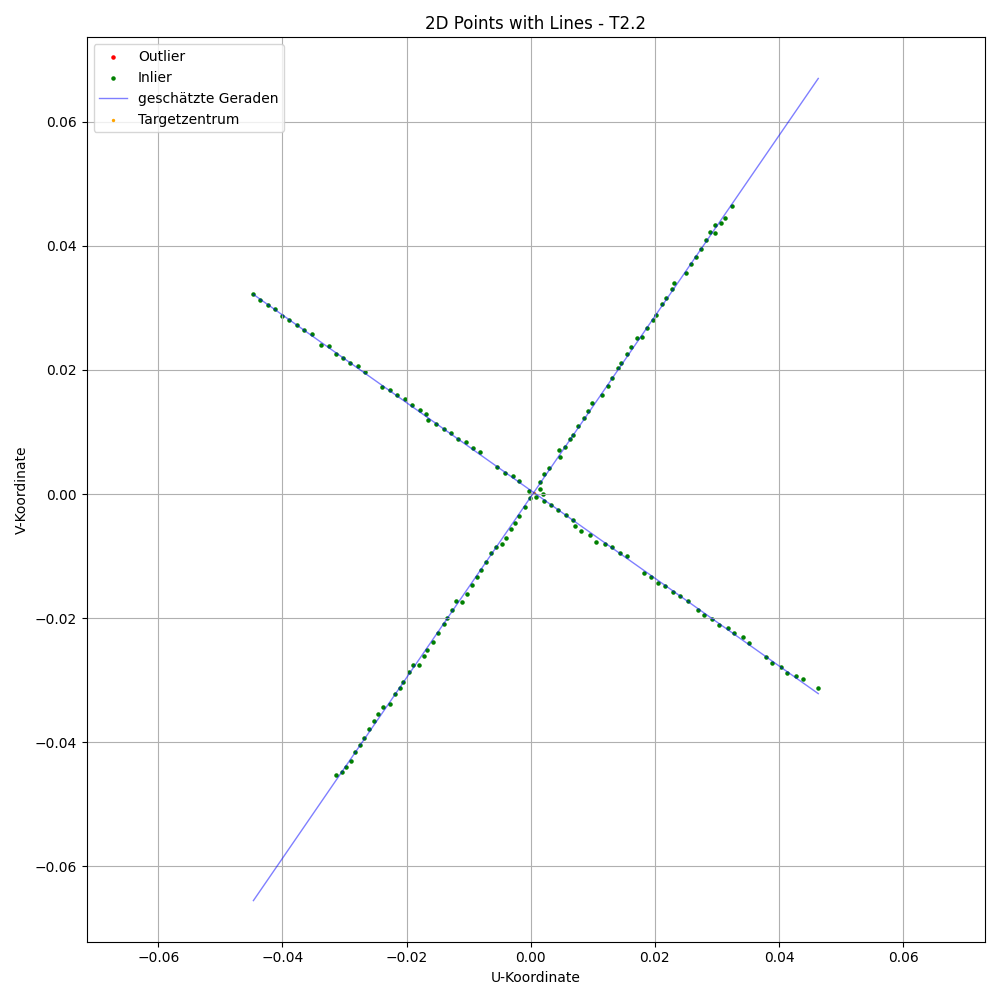 2D Points with Lines - T2.2
Outlier
Inlier
geschätzte Geraden
Targetzentrum
V-Koordinate
0.06
0.04
0.02
0.00
−0.02
−0.04
−0.06
−0.06 −0.04 −0.02 0.00 0.02 0.04 0.06
U-Koordinate